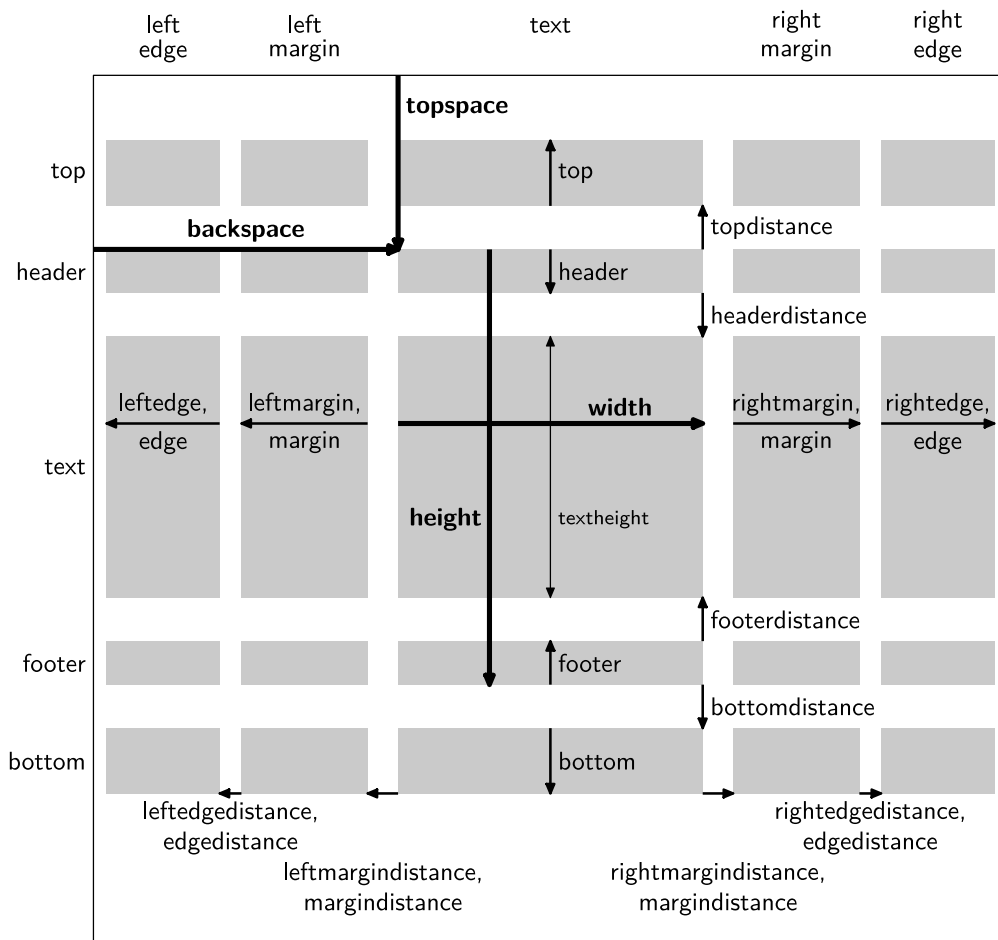 left
edge
left
margin
text
right
margin
right
edge
topspace
top
top
backspace
topdistance
header
header
headerdistance
leftedge,
edge
leftmargin,
margin
width
rightmargin,
margin
rightedge,
edge
text
height
textheight
footerdistance
footer
footer
bottomdistance
bottom
bottom
leftedgedistance,
edgedistance
rightedgedistance,
edgedistance
leftmargindistance,
margindistance
rightmargindistance,
margindistance